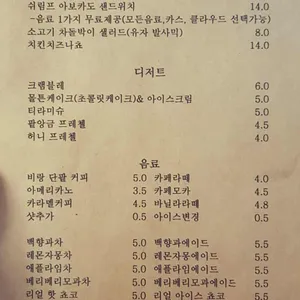 쉬림프 아보카도 샌드위치 14.0
-음료 1가지 무료제공(모든음료,카스, 클라우드 선택가능)
소고기 차돌박이 샐러드(유자 발사믹) 8.0
치킨치즈나쵸 14.0
디저트
크램블레 6.0
몰튼케이크(초콜릿케이크)& 아이스크림 5.0
티라미슈 5.0
팥앙금 프레첼 4.5
허니 프레첼 4.0
음료
비랑 단팥 커피 5.0 카페라떼 4.0
아메리카노 3.5 카페모카 4.5
카라멜커피 4.5 바닐라라떼 4.8
샷추가 0.5 아이스변경 0.5
백향과차 5.0 백향과에이드 5.5
레몬자몽차 5.0 레몬자몽에이드 5.5
애플라임차 5.0 애플라임에이드 5.5
베리베리모과차 5.0 베리베리모과에이드 5.5
리얼 핫 쵸코 5.0 리얼 아이스 쵸코 5.5